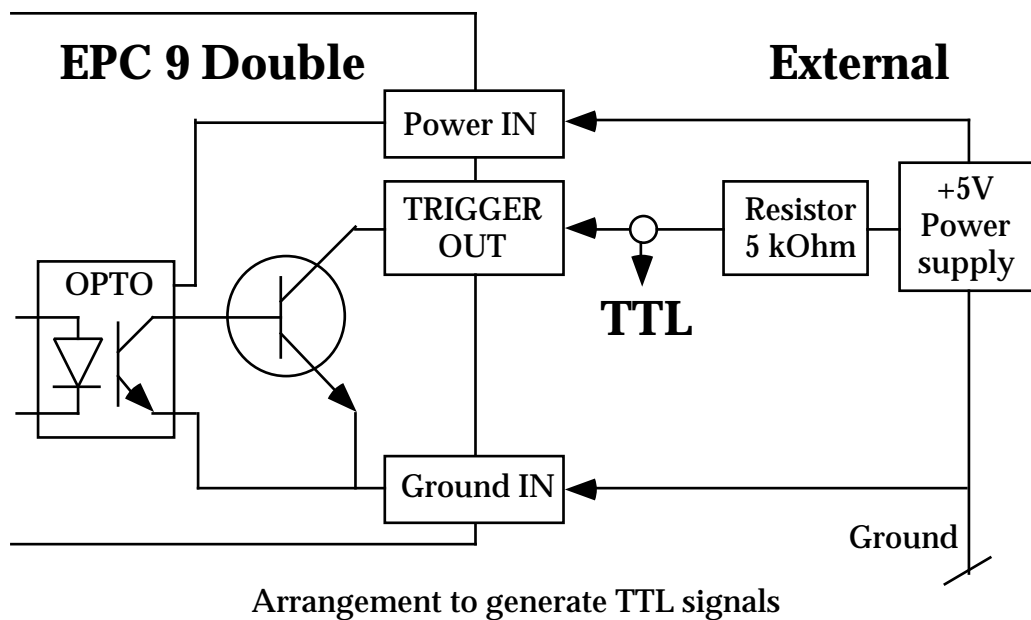 EPC 9 Double
External
Power IN
TRIGGER
OUT
Resistor
5 kOhm
+5V
Power
supply
OPTO
TTL
Ground IN
Ground
Arrangement to generate TTL signals